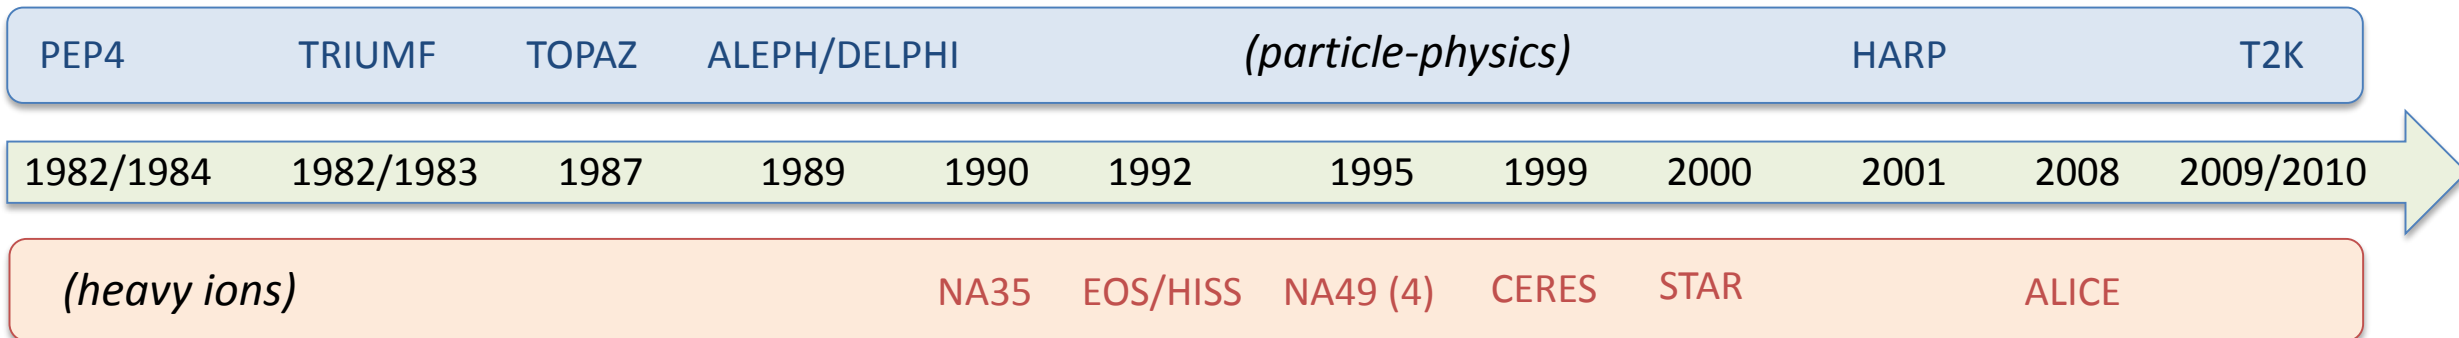 PEP4 TRIUMF TOPAZ ALEPH/DELPHI (particle-physics) HARP T2K
1982/1984 1982/1983 1987 1989 1990 1992 1995 1999 2000 2001 2008 2009/2010
(heavy ions) NA35 EOS/HISS NA49 (4) CERES STAR ALICE